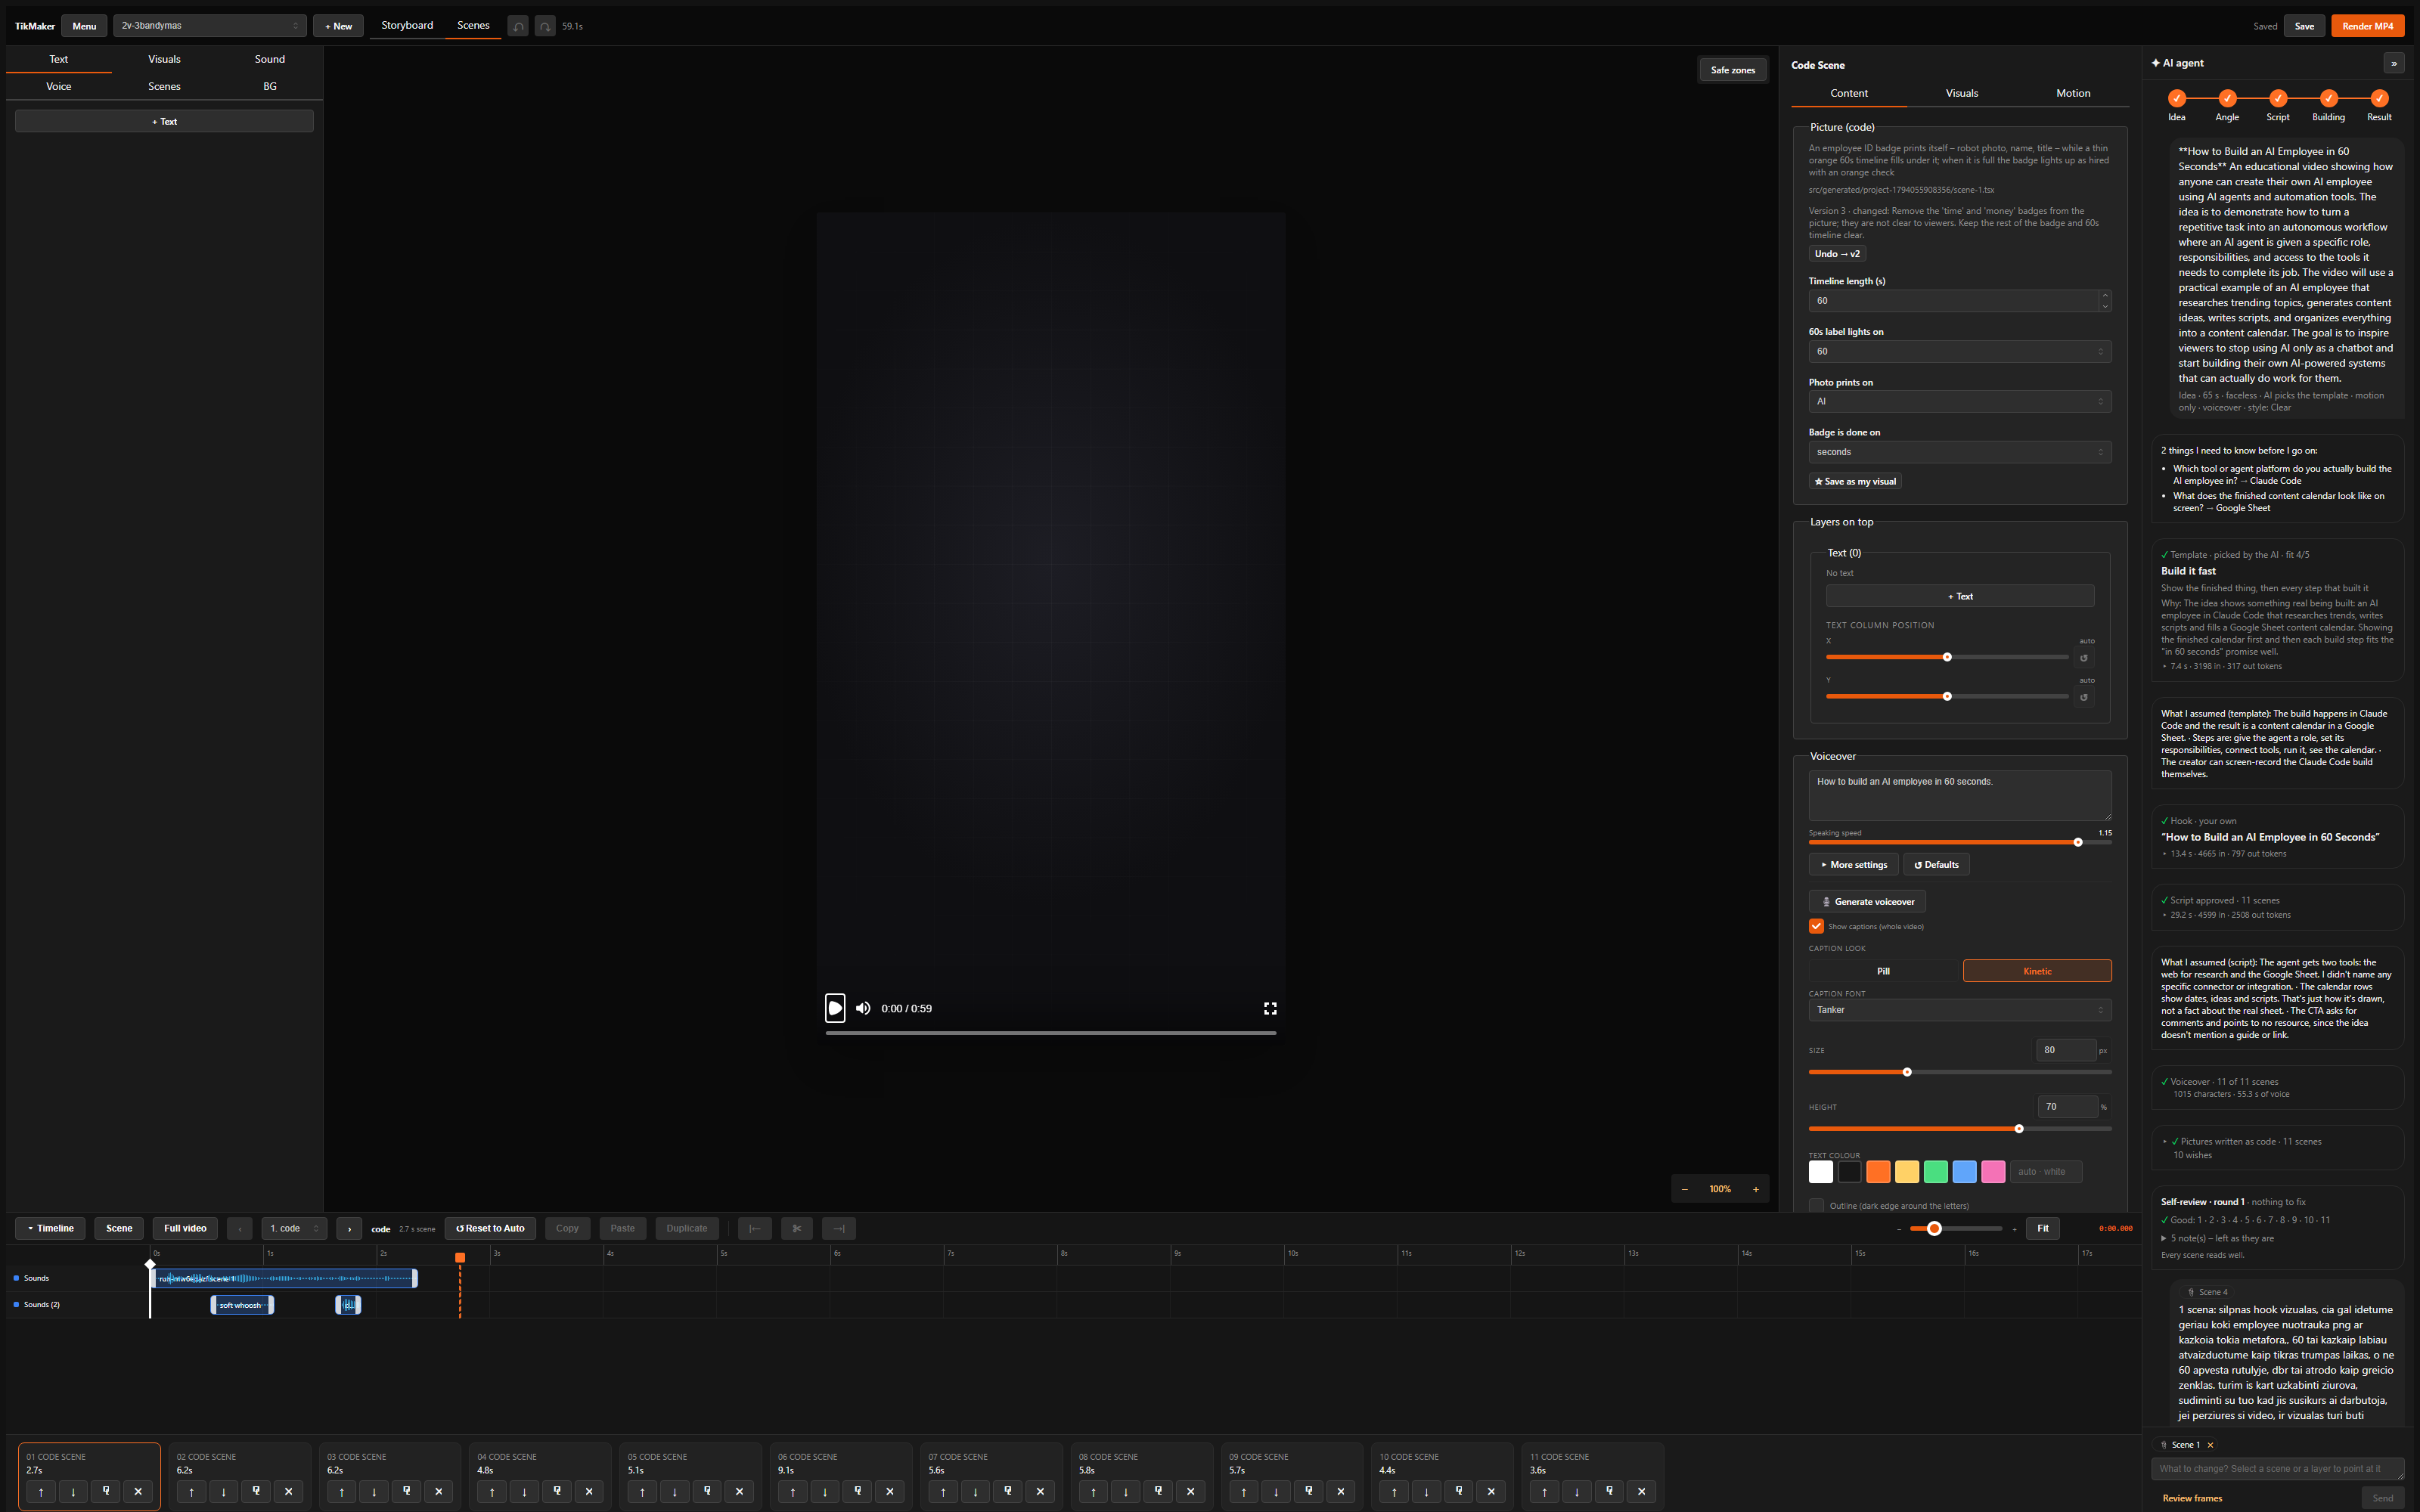 TikMaker
Menu
2v-3bandymas
+ New
Storyboard
Scenes
59.1s
Saved
Save
Render MP4
Text
Visuals
Sound
Voice
Scenes
BG
+ Text
Safe zones
0:00 / 0:59
− 100% +
Code Scene
Content
Visuals
Motion
Picture (code)
An employee ID badge prints itself – robot photo, name, title – while a thin
orange 60s timeline fills under it; when it is full the badge lights up as hired
with an orange check
src/generated/project-1794055908356/scene-1.tsx
Version 3 · changed: Remove the 'time' and 'money' badges from the
picture; they are not clear to viewers. Keep the rest of the badge and 60s
timeline clear.
Undo → v2
Timeline length (s)
60
60s label lights on
60
Photo prints on
AI
Badge is done on
seconds
☆ Save as my visual
Layers on top
Text (0)
No text
+ Text
TEXT COLUMN POSITION
X
auto
Y
auto
Voiceover
How to build an AI employee in 60 seconds.
Speaking speed
1.15
More settings
↺ Defaults
Generate voiceover
Show captions (whole video)
CAPTION LOOK
Pill
Kinetic
CAPTION FONT
Tanker
SIZE
80
px
HEIGHT
70
%
TEXT COLOUR
auto · white
Outline (dark edge around the letters)
✦ AI agent
»
Idea
Angle
Script
Building
Result
**How to Build an AI Employee in 60
Seconds** An educational video showing how
anyone can create their own AI employee
using AI agents and automation tools. The
idea is to demonstrate how to turn a
repetitive task into an autonomous workflow
where an AI agent is given a specific role,
responsibilities, and access to the tools it
needs to complete its job. The video will use a
practical example of an AI employee that
researches trending topics, generates content
ideas, writes scripts, and organizes everything
into a content calendar. The goal is to inspire
viewers to stop using AI only as a chatbot and
start building their own AI-powered systems
that can actually do work for them.
Idea · 65 s · faceless · AI picks the template · motion
only · voiceover · style: Clear
2 things I need to know before I go on:
• Which tool or agent platform do you actually build the
AI employee in? → Claude Code
• What does the finished content calendar look like on
screen? → Google Sheet
✓ Template · picked by the AI · fit 4/5
Build it fast
Show the finished thing, then every step that built it
Why: The idea shows something real being built: an AI
employee in Claude Code that researches trends, writes
scripts and fills a Google Sheet content calendar. Showing
the finished calendar first and then each build step fits the
"in 60 seconds" promise well.
7.4 s · 3198 in · 317 out tokens
What I assumed (template): The build happens in Claude
Code and the result is a content calendar in a Google
Sheet. · Steps are: give the agent a role, set its
responsibilities, connect tools, run it, see the calendar. ·
The creator can screen-record the Claude Code build
themselves.
✓ Hook · your own
“How to Build an AI Employee in 60 Seconds”
13.4 s · 4665 in · 797 out tokens
✓ Script approved · 11 scenes
29.2 s · 4599 in · 2508 out tokens
What I assumed (script): The agent gets two tools: the
web for research and the Google Sheet. I didn't name any
specific connector or integration. · The calendar rows
show dates, ideas and scripts. That's just how it's drawn,
not a fact about the real sheet. · The CTA asks for
comments and points to no resource, since the idea
doesn't mention a guide or link.
✓ Voiceover · 11 of 11 scenes
1015 characters · 55.3 s of voice
✓ Pictures written as code · 11 scenes
10 wishes
Self-review · round 1 · nothing to fix
✓ Good: 1 · 2 · 3 · 4 · 5 · 6 · 7 · 8 · 9 · 10 · 11
▶ 5 note(s) – left as they are
Every scene reads well.
Scene 4
1 scena: silpnas hook vizualas, cia gal idetume
geriau koki employee nuotrauka png ar
kazkoia tokia metafora,, 60 tai kazkaip labiau
atvaizduotume kaip tikras trumpas laikas, o ne
60 apvesta rutulyje, dbr tai atrodo kaip greicio
zenklas. turim is kart uzkabinti ziurova,
sudiminti su tuo kad jis susikurs ai darbutoja,
jei perziures si video, ir vizualas turi buti
Scene 1 ×
What to change? Select a scene or a layer to point at it
Review frames
Send
Timeline
Scene
Full video
‹
1. code
›
code
2.7 s scene
↺ Reset to Auto
Copy
Paste
Duplicate
Fit
0:00.000
0s
1s
2s
3s
4s
5s
6s
7s
8s
9s
10s
11s
12s
13s
14s
15s
16s
17s
Sounds
Sounds (2)
soft whoosh
01 CODE SCENE
2.7s
02 CODE SCENE
6.2s
03 CODE SCENE
6.2s
04 CODE SCENE
4.8s
05 CODE SCENE
5.1s
06 CODE SCENE
9.1s
07 CODE SCENE
5.6s
08 CODE SCENE
5.8s
09 CODE SCENE
5.7s
10 CODE SCENE
4.4s
11 CODE SCENE
3.6s